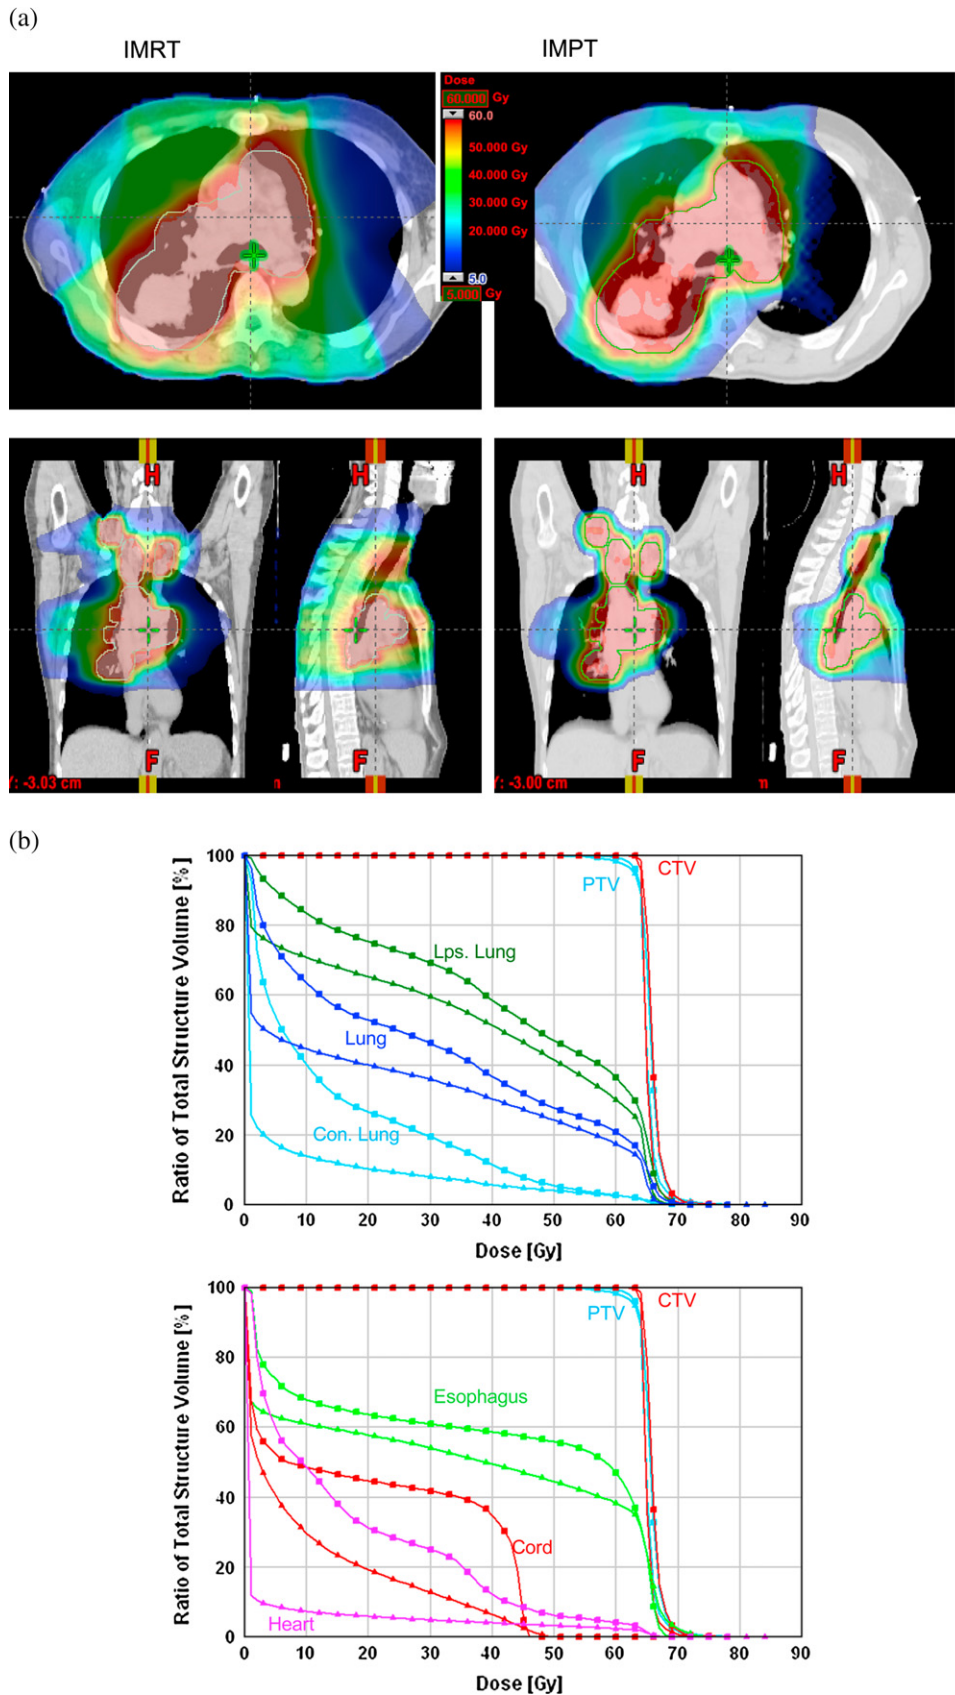 (a)
IMRT
IMPT
Dose
60.000 Gy
60.0
50.000 Gy
40.000 Gy
30.000 Gy
20.000 Gy
5.0
5.000 Gy
H
H
H
H
F
F
F
F
Y: -3.03 cm
Y: -3.00 cm
(b)
Ratio of Total Structure Volume [%]
100
80
60
40
20
0
PTV
CTV
Lps. Lung
Lung
Con. Lung
0 10 20 30 40 50 60 70 80 90
Dose [Gy]
Ratio of Total Structure Volume [%]
100
80
60
40
20
0
PTV
CTV
Esophagus
Cord
Heart
0 10 20 30 40 50 60 70 80 90
Dose [Gy]